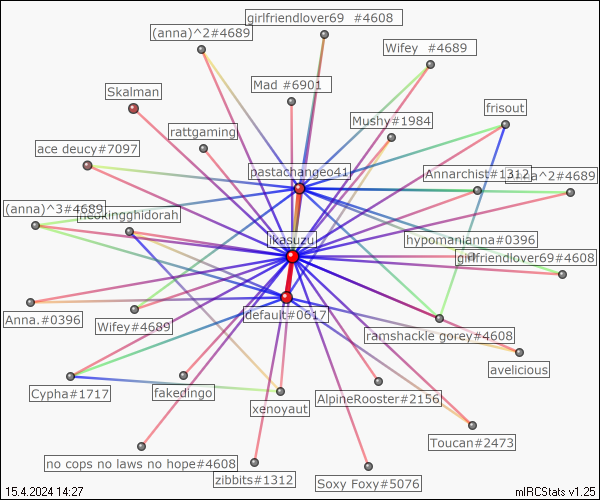 girlfriendlover69 #4608
(anna)^2#4689
Wifey #4689
Mad #6901
Skalman
frisout
Mushy#1984
rattgaming
ace deucy#7097
pastachangeo41
Annarchist#1312
a^2#4689
(anna)^3#4689
neokingghidorah
ikasuzu
hypomanianna#0396
girlfriendlover69#4608
Anna.#0396
Wifey#4689
default#0617
ramshackle gorey#4608
avelicious
Cypha#1717
fakedingo
xenoyaut
AlpineRooster#2156
Toucan#2473
no cops no laws no hope#4608
zibbits#1312
Soxy Foxy#5076
15.4.2024 14:27
mIRCStats v1.25